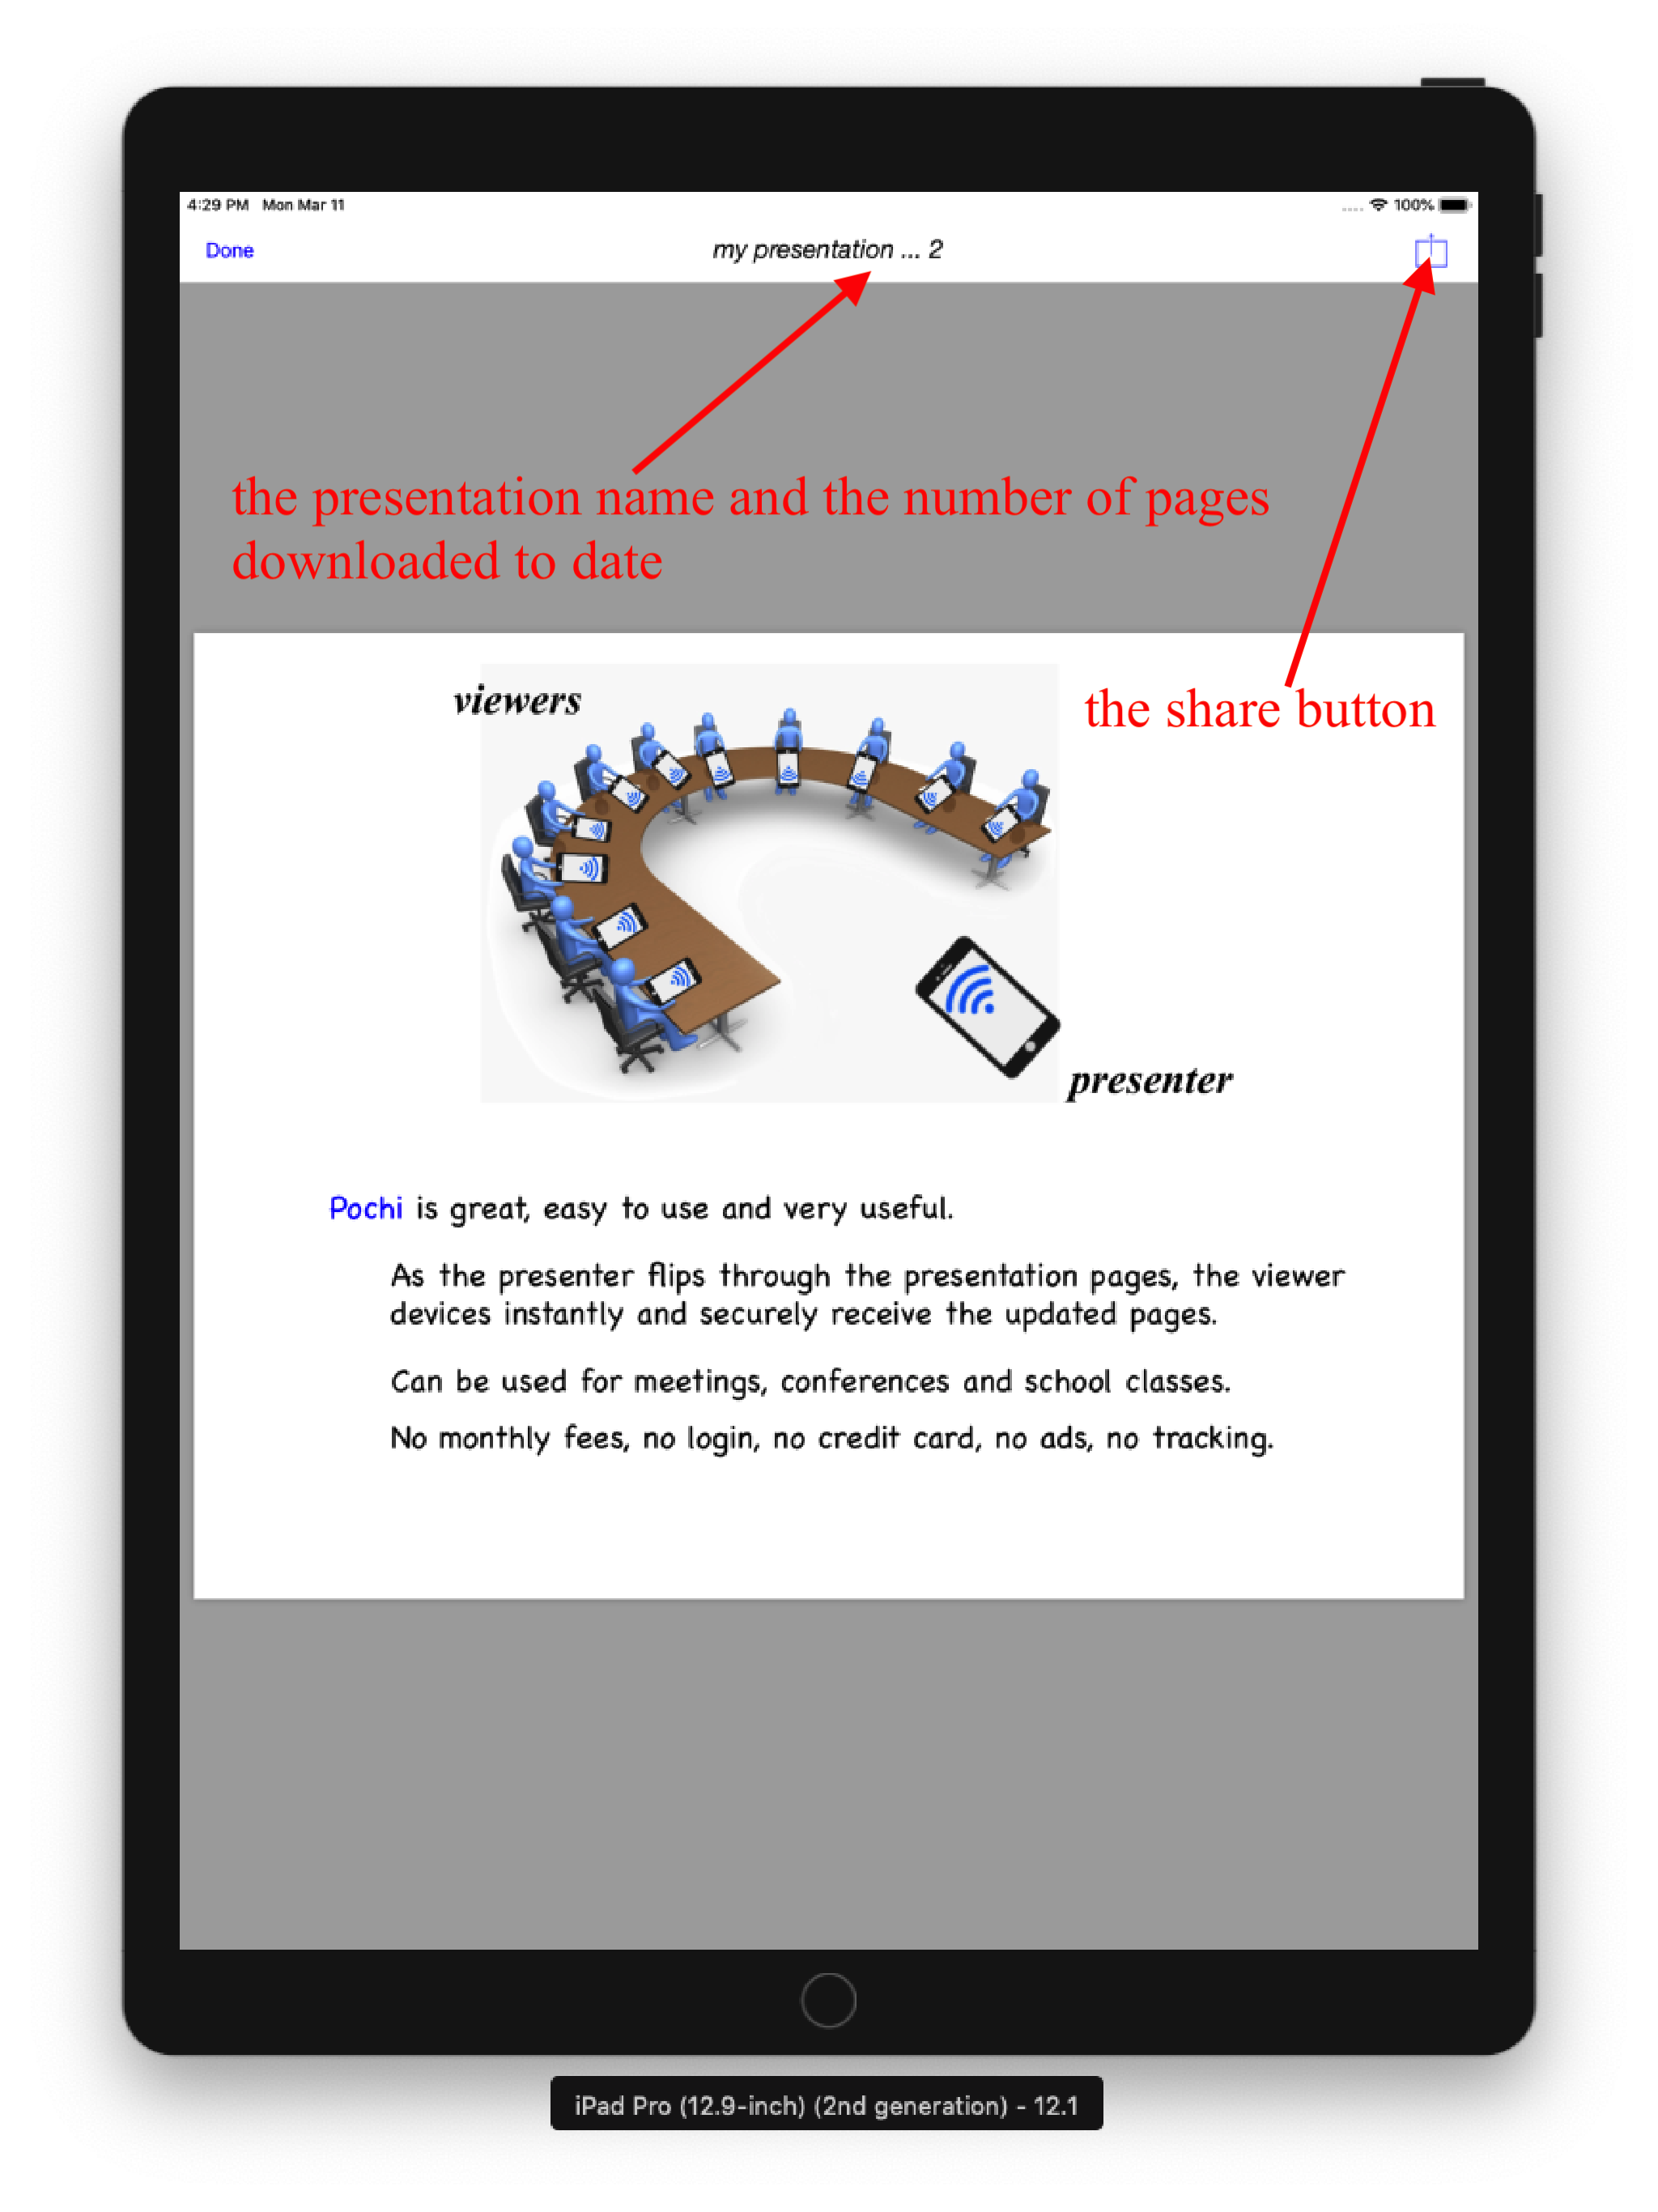 4:29 PM Mon Mar 11
100%
Done
my presentation ... 2
the presentation name and the number of pages
downloaded to date
the share button
viewers
presenter
Pochi is great, easy to use and very useful.
As the presenter flips through the presentation pages, the viewer
devices instantly and securely receive the updated pages.
Can be used for meetings, conferences and school classes.
No monthly fees, no login, no credit card, no ads, no tracking.
iPad Pro (12.9-inch) (2nd generation) - 12.1